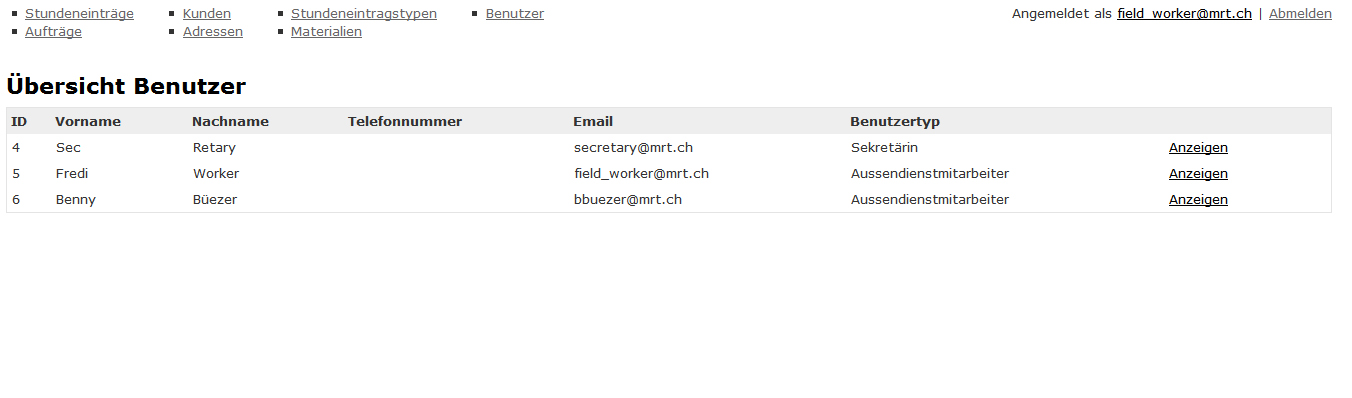 Stundeneinträge Kunden Stundeneintragstypen Benutzer Angemeldet als field_worker@mrt.ch | Abmelden
Aufträge Adressen Materialien
Übersicht Benutzer
ID Vorname Nachname Telefonnummer Email Benutzertyp
4 Sec Retary secretary@mrt.ch Sekretärin Anzeigen
5 Fredi Worker field_worker@mrt.ch Aussendienstmitarbeiter Anzeigen
6 Benny Büezer bbuezer@mrt.ch Aussendienstmitarbeiter Anzeigen